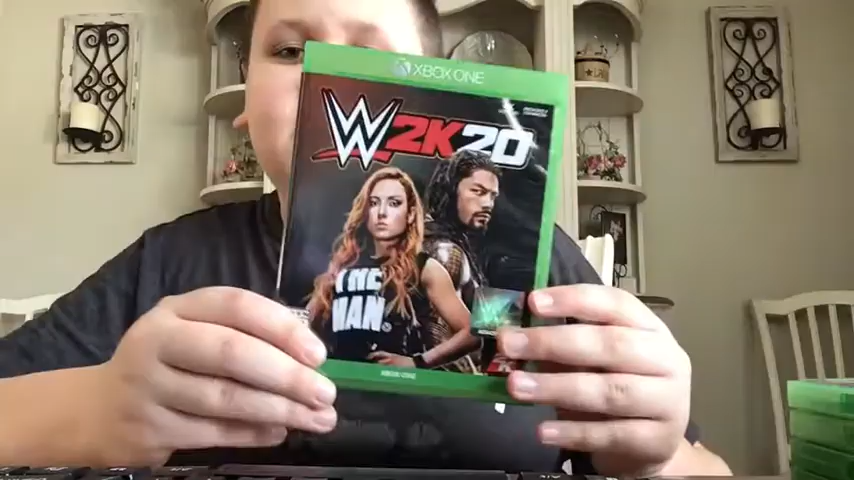 XBOX ONE
W 2K20
THE
MAN
XBOX ONE